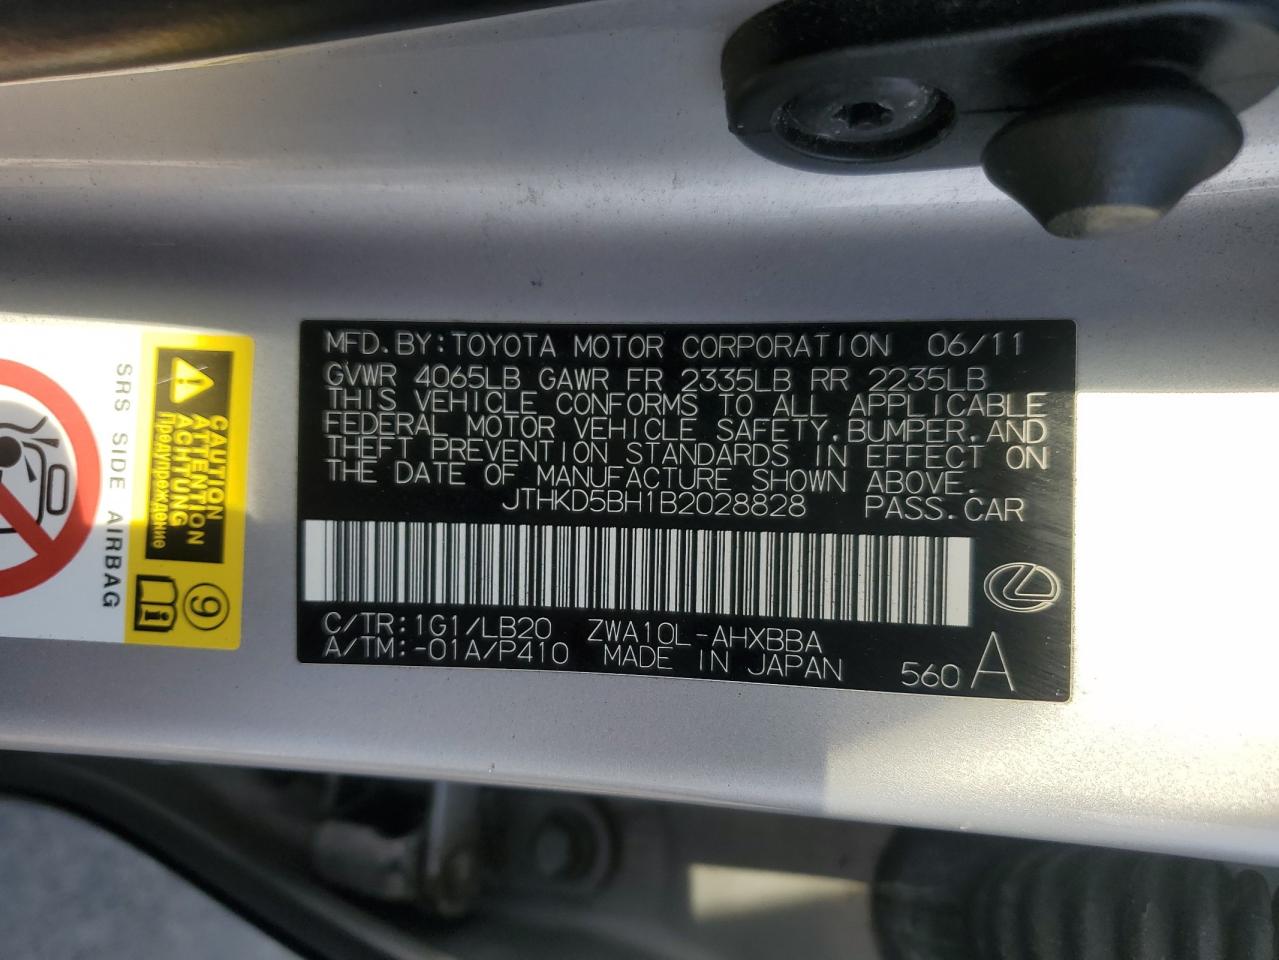 MFD.BY:TOYOTA MOTOR CORPORATION 06/11
GVWR 4065LB GAWR FR 2335LB RR 2235LB
THIS VEHICLE CONFORMS TO ALL APPLICABLE
FEDERAL MOTOR VEHICLE SAFETY,BUMPER,AND
THEFT PREVENTION STANDARDS IN EFFECT ON
THE DATE OF MANUFACTURE SHOWN ABOVE.
JTHKD5BH1B2028828 PASS.CAR
C/TR:1G1/LB20 ZWA10L-AHXBBA
A/TM:-01A/P410 MADE IN JAPAN 560 A
CAUTION
ATTENTION
ACHTUNG
Предупреждение
SRS SIDE AIRBAG
9